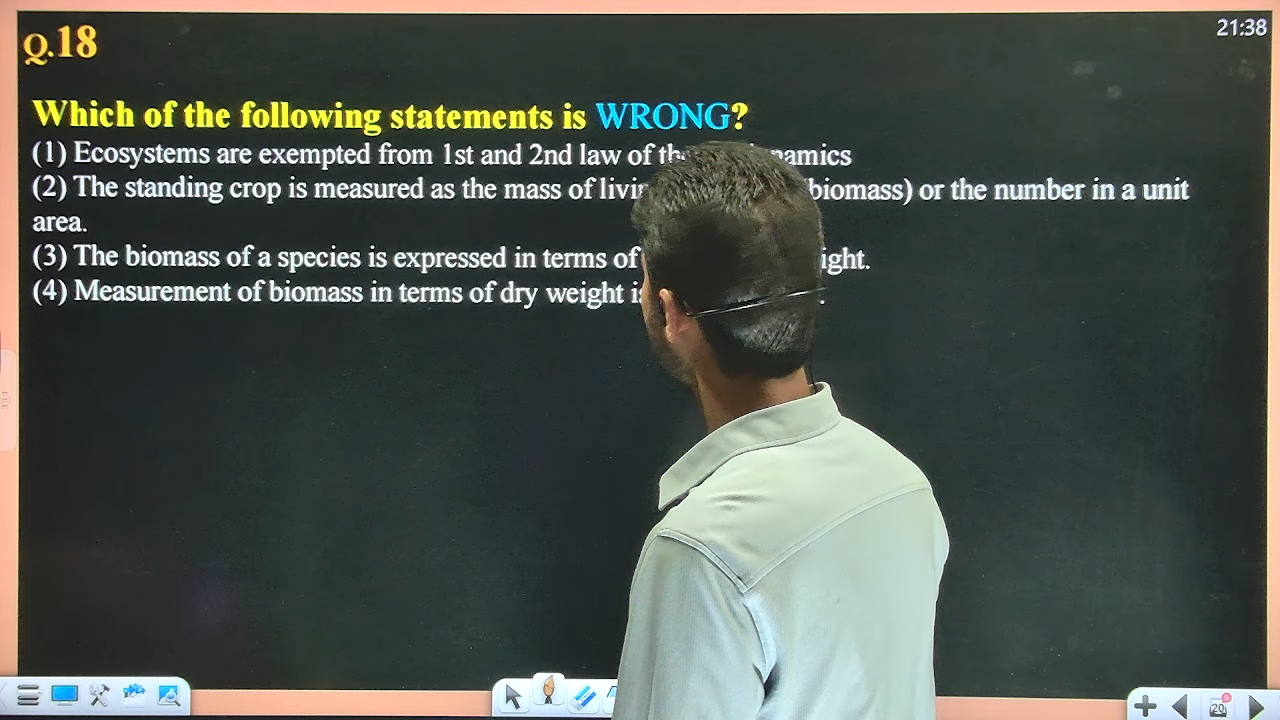 21:38
Q.18
Which of the following statements is WRONG?
(1) Ecosystems are exempted from 1st and 2nd law of
(2) The standing crop is measured as the mass of biomass) or the number in a unit
area.
(3) The biomass of a species is expressed in terms of
(4) Measurement of biomass in terms of dry weight
20